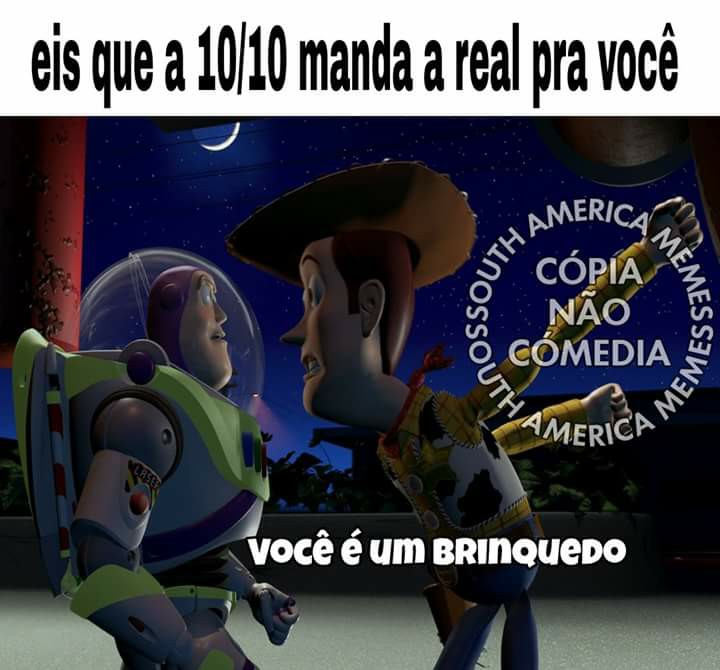 eis que a 10/10 manda a real pra você
SOUTH AMERICA MEMES
CÓPIA
NÃO
COMEDIA
SOUTH AMERICA MEMES
LASER
VOCÊ É UM BRINQUEDO